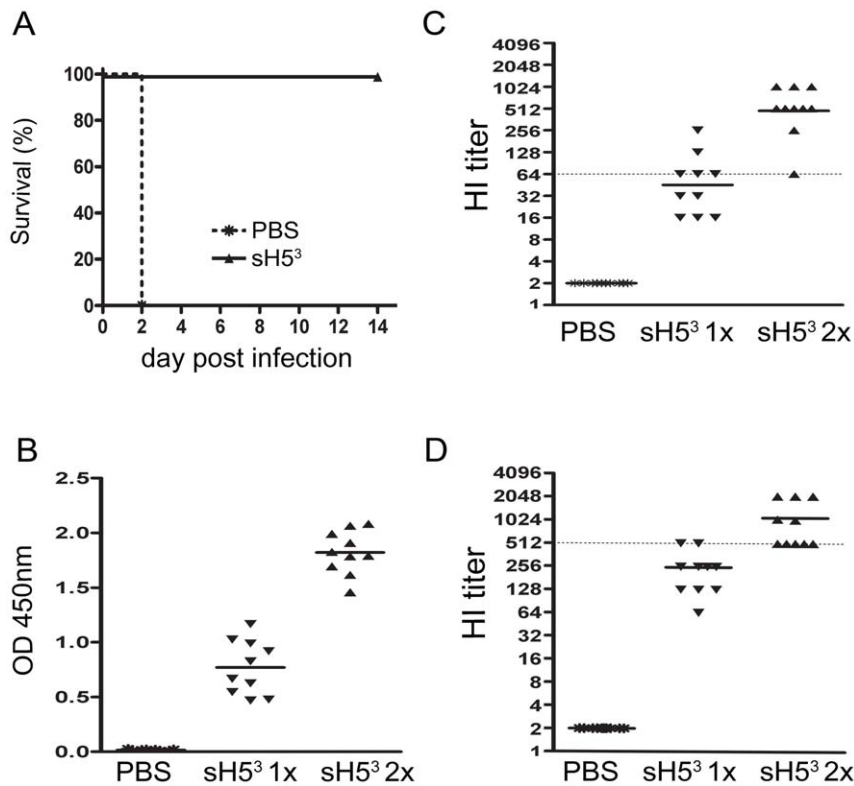 A
Survival (%)
100
80
60
40
20
0
PBS
sH5³
0 2 4 6 8 10 12 14
day post infection
C
HI titer
4096
2048
1024
512
256
128
64
32
16
8
4
2
1
PBS sH5³ 1x sH5³ 2x
B
OD 450nm
2.5
2.0
1.5
1.0
0.5
0.0
PBS sH5³ 1x sH5³ 2x
D
HI titer
4096
2048
1024
512
256
128
64
32
16
8
4
2
1
PBS sH5³ 1x sH5³ 2x